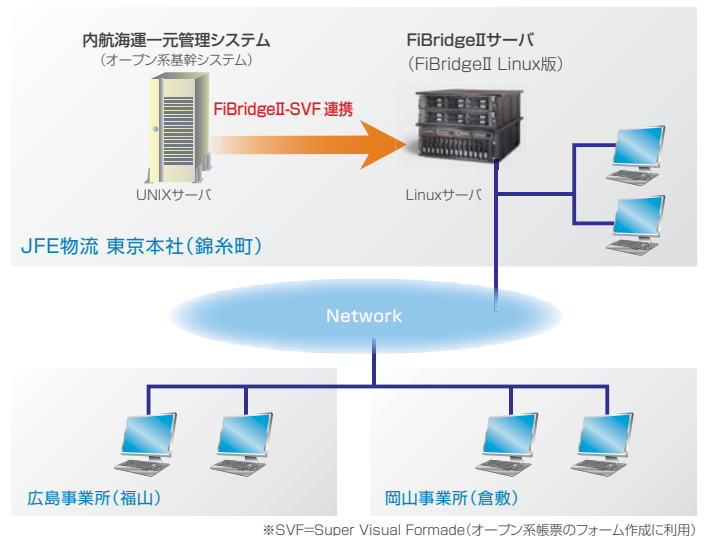 内航海運一元管理システム
（オープン系基幹システム）
FiBridgeⅡサーバ
（FiBridgeⅡ Linux版）
FiBridgeⅡ-SVF 連携
UNIXサーバ
Linuxサーバ
JFE物流 東京本社（錦糸町）
Network
広島事業所（福山）
岡山事業所（倉敷）
※SVF=Super Visual Formade（オープン系帳票のフォーム作成に利用）